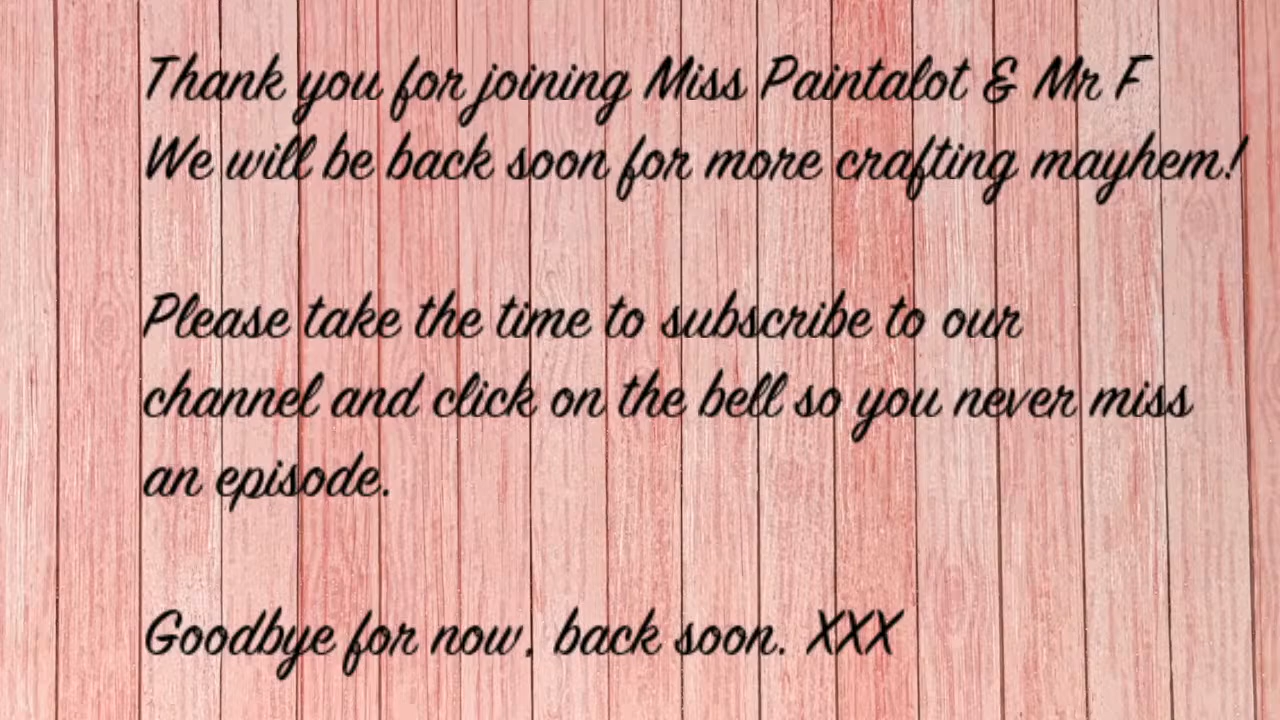 Thank you for joining Miss Paintalot & Mr F
We will be back soon for more crafting mayhem!
Please take the time to subscribe to our
channel and click on the bell so you never miss
an episode.
Goodbye for now, back soon. XXX